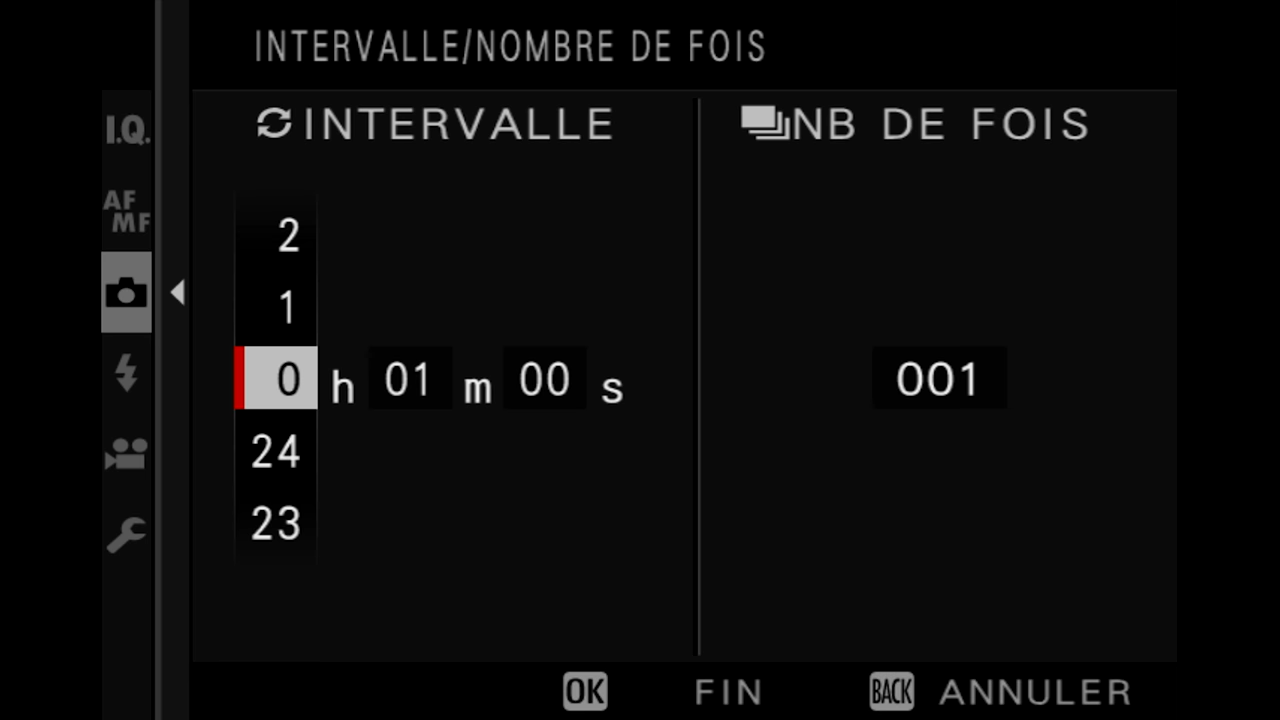 INTERVALLE/NOMBRE DE FOIS
I.Q.
AF
MF
INTERVALLE
NB DE FOIS
2
1
0 h 01 m 00 s
001
24
23
OK FIN BACK ANNULER